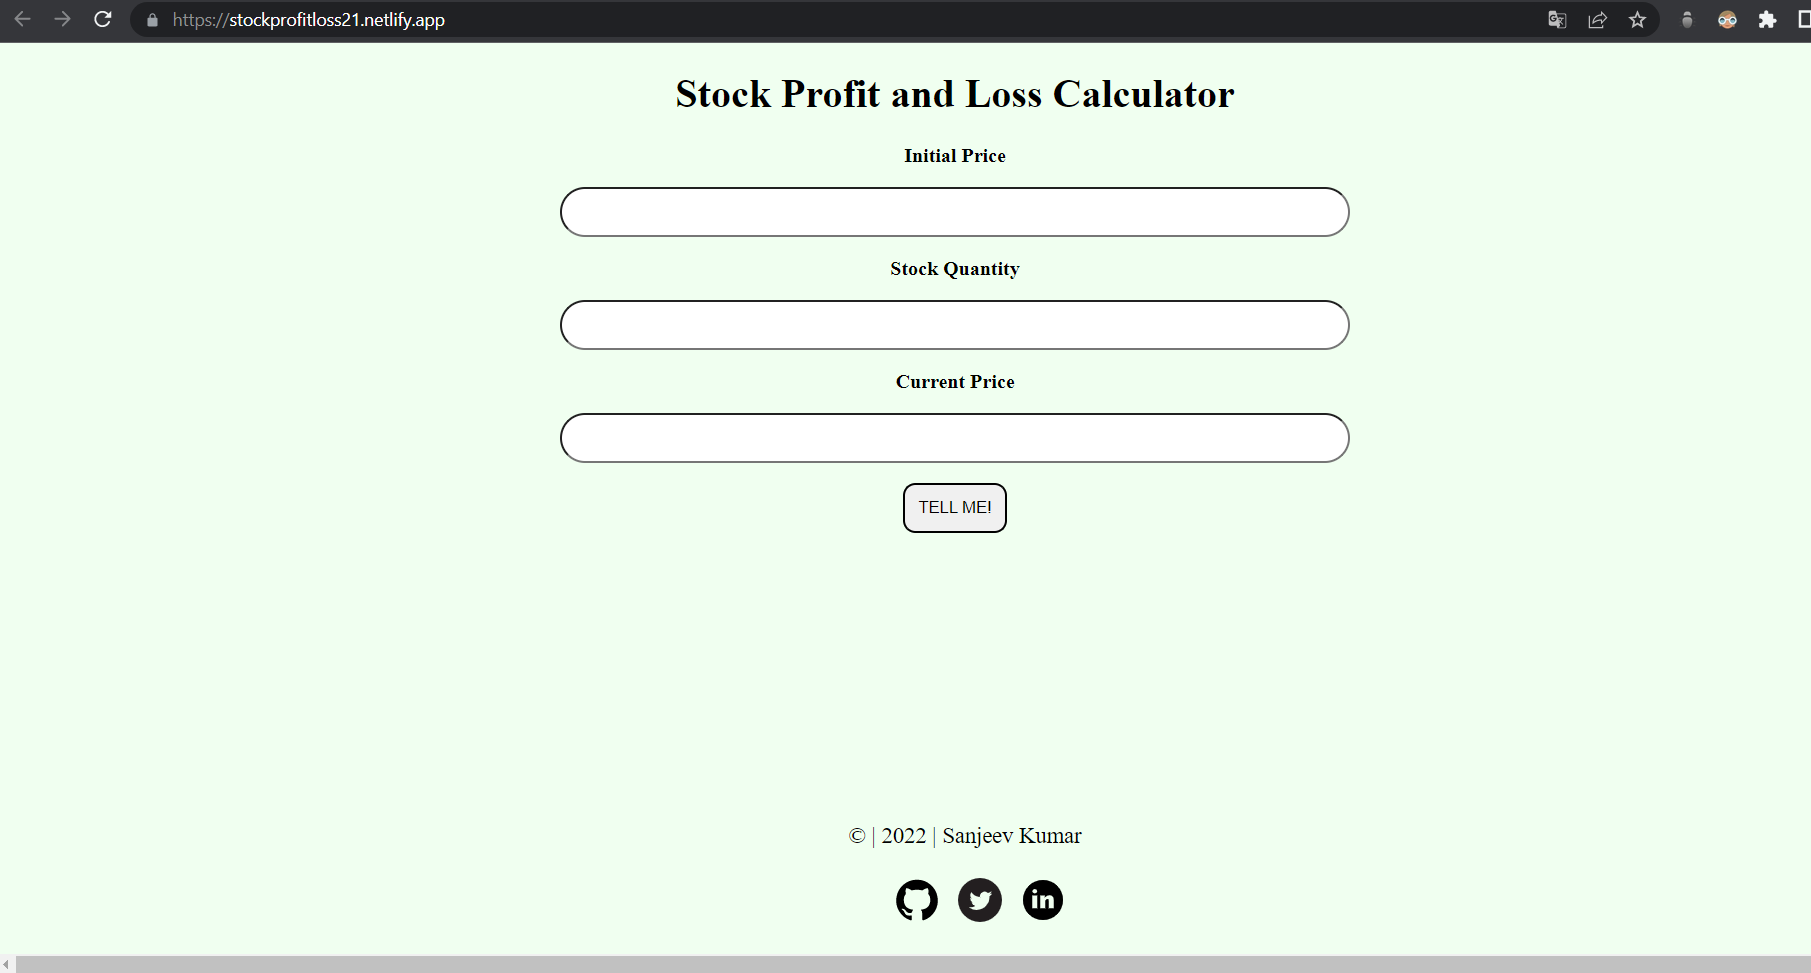 https://stockprofitloss21.netlify.app
Stock Profit and Loss Calculator
Initial Price
Stock Quantity
Current Price
TELL ME!
© | 2022 | Sanjeev Kumar
in